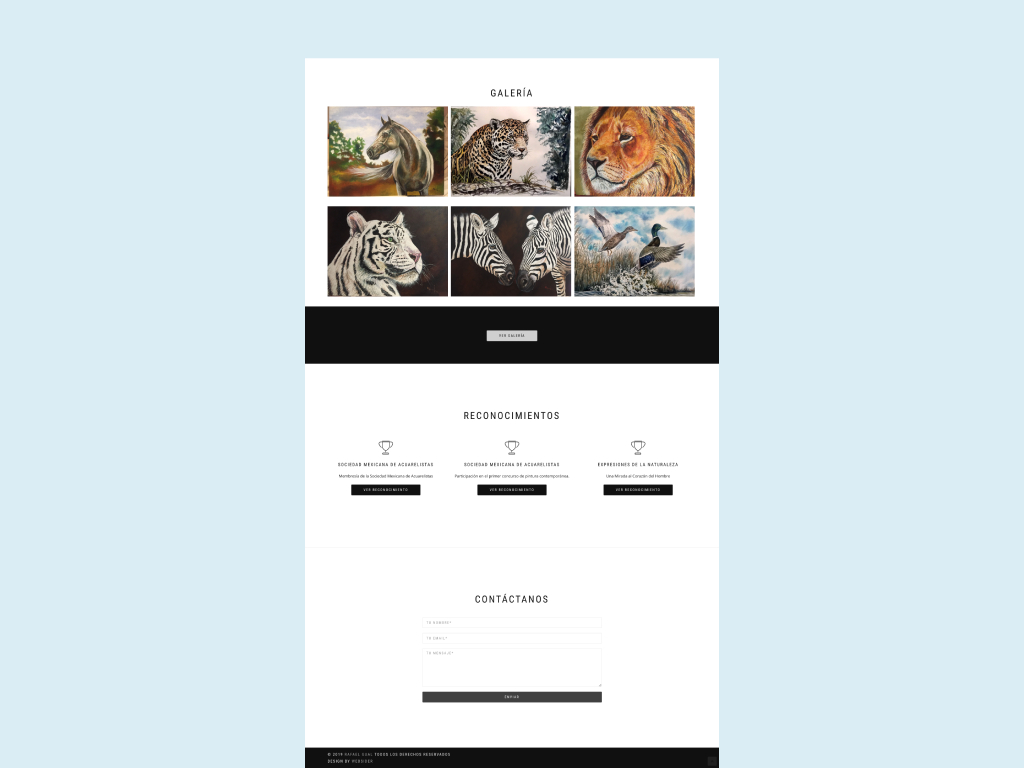 GALERÍA
VER GALERÍA
RECONOCIMIENTOS
SOCIEDAD MEXICANA DE ACUARELISTAS
Membresía de la Sociedad Mexicana de Acuarelistas
VER RECONOCIMIENTO
SOCIEDAD MEXICANA DE ACUARELISTAS
Participación en el primer concurso de pintura contemporánea.
VER RECONOCIMIENTO
EXPRESIONES DE LA NATURALEZA
Una Mirada al Corazón del Hombre
VER RECONOCIMIENTO
CONTÁCTANOS
TU NOMBRE*
TU EMAIL*
TU MENSAJE*
ENVIAR
© 2019 RAFAEL GUAL TODOS LOS DERECHOS RESERVADOS
DESIGN BY WEBSIDER